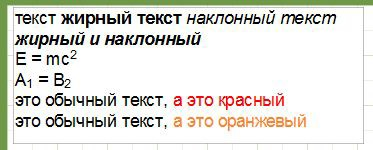 текст жирный текст наклонный текст
жирный и наклонный
E = mc²
A₁ = B₂
это обычный текст, а это красный
это обычный текст, а это оранжевый